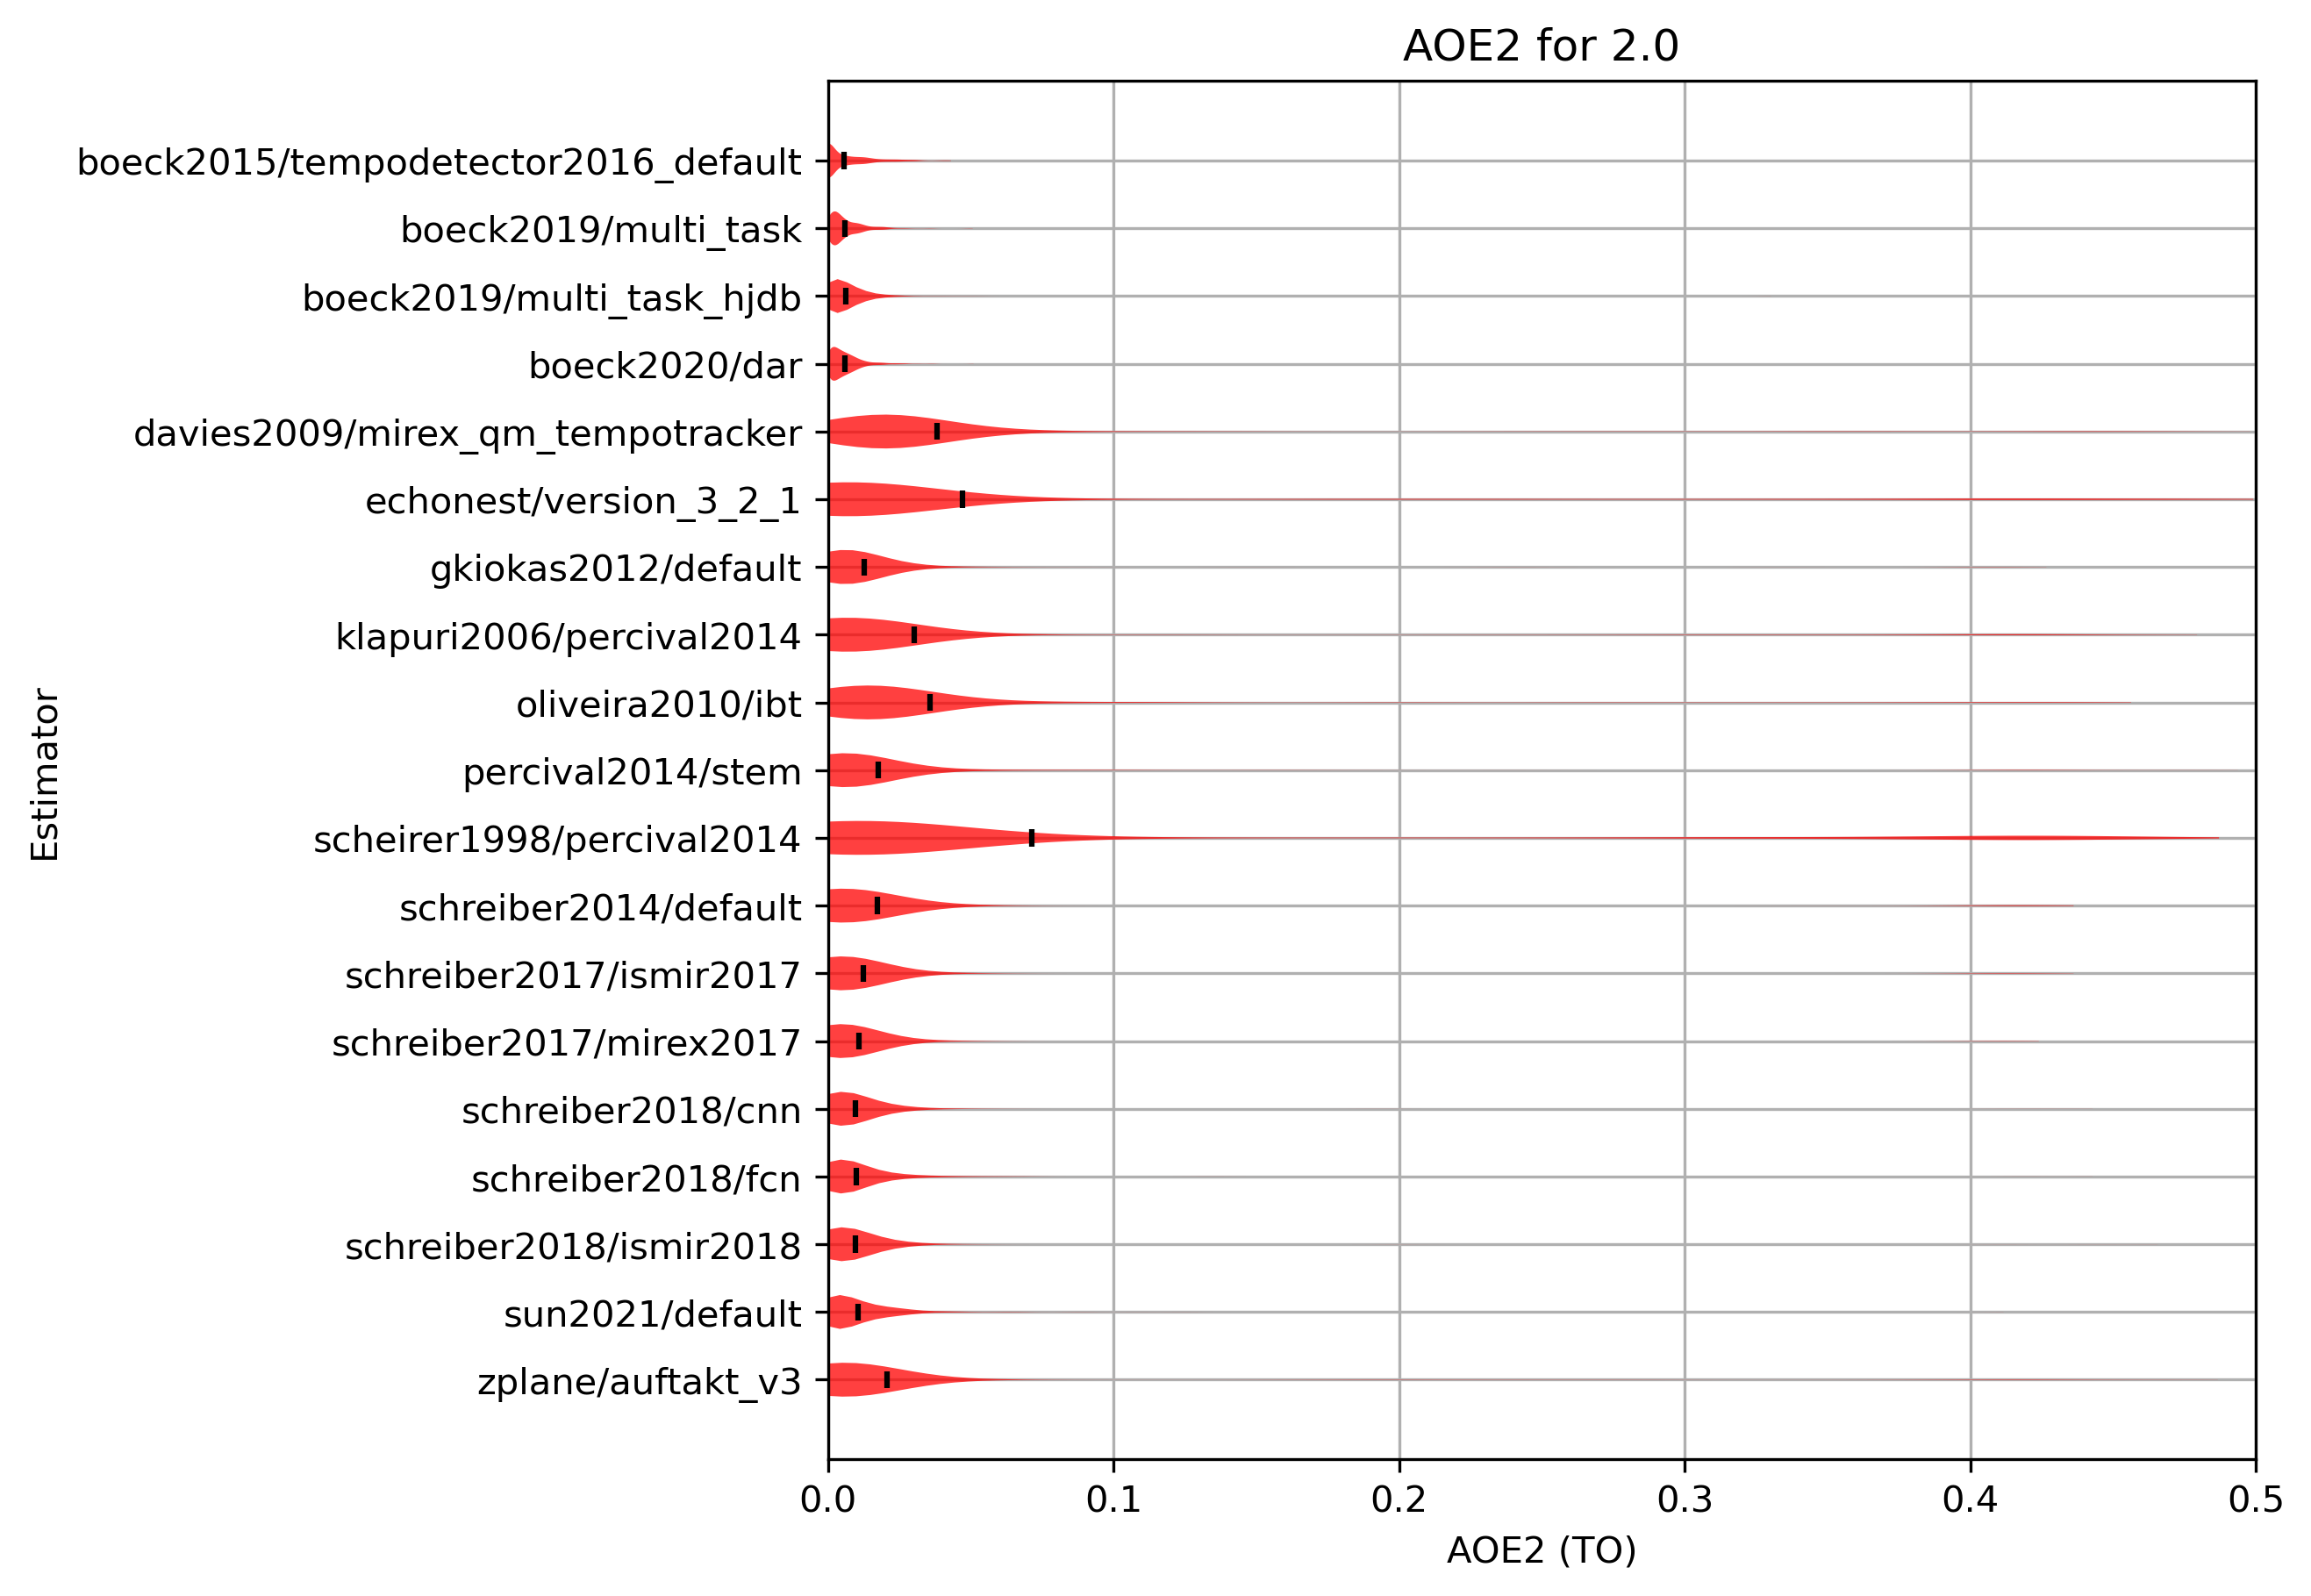 AOE2 for 2.0
boeck2015/tempodetector2016_default
boeck2019/multi_task
boeck2019/multi_task_hjdb
boeck2020/dar
davies2009/mirex_qm_tempotracker
echonest/version_3_2_1
gkiokas2012/default
klapuri2006/percival2014
oliveira2010/ibt
percival2014/stem
scheirer1998/percival2014
schreiber2014/default
schreiber2017/ismir2017
schreiber2017/mirex2017
schreiber2018/cnn
schreiber2018/fcn
schreiber2018/ismir2018
sun2021/default
zplane/auftakt_v3
Estimator
0.0 0.1 0.2 0.3 0.4 0.5
AOE2 (TO)